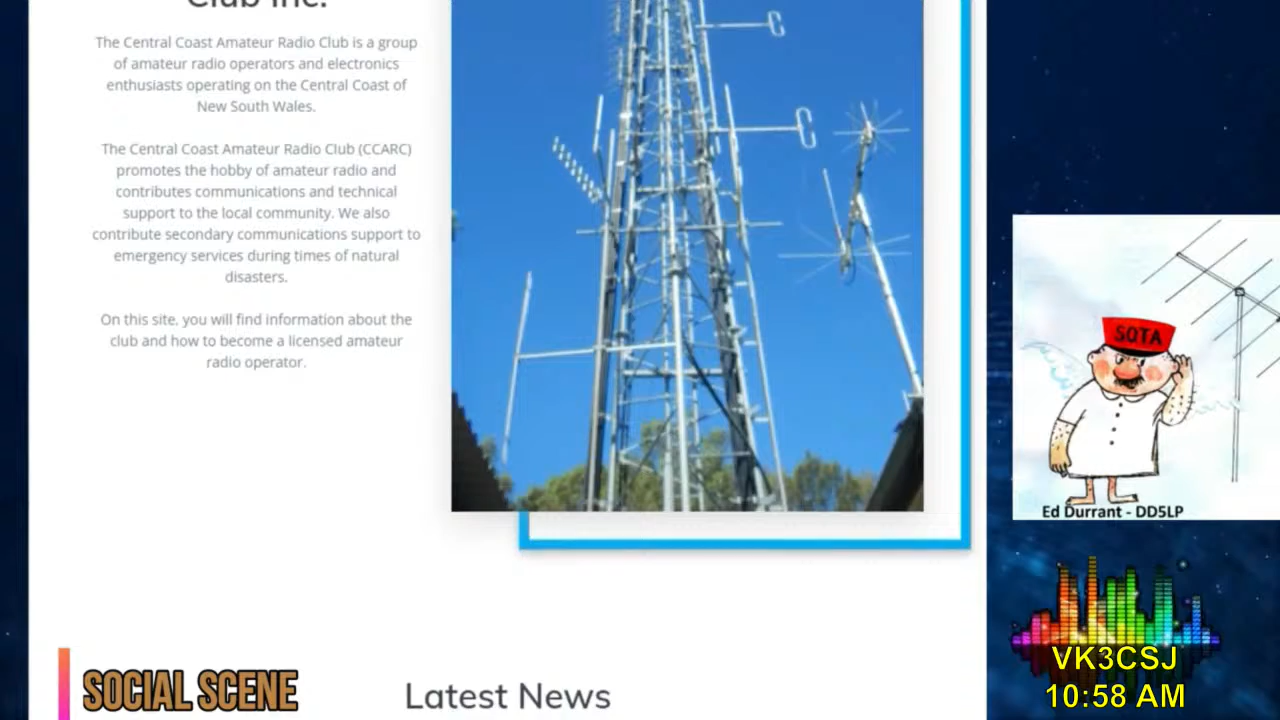 Club Inc.
The Central Coast Amateur Radio Club is a group
of amateur radio operators and electronics
enthusiasts operating on the Central Coast of
New South Wales.
The Central Coast Amateur Radio Club (CCARC)
promotes the hobby of amateur radio and
contributes communications and technical
support to the local community. We also
contribute secondary communications support to
emergency services during times of natural
disasters.
On this site, you will find information about the
club and how to become a licensed amateur
radio operator.
SOTA
Ed Durrant - DD5LP
VK3CSJ
10:58 AM
SOCIAL SCENE
Latest News